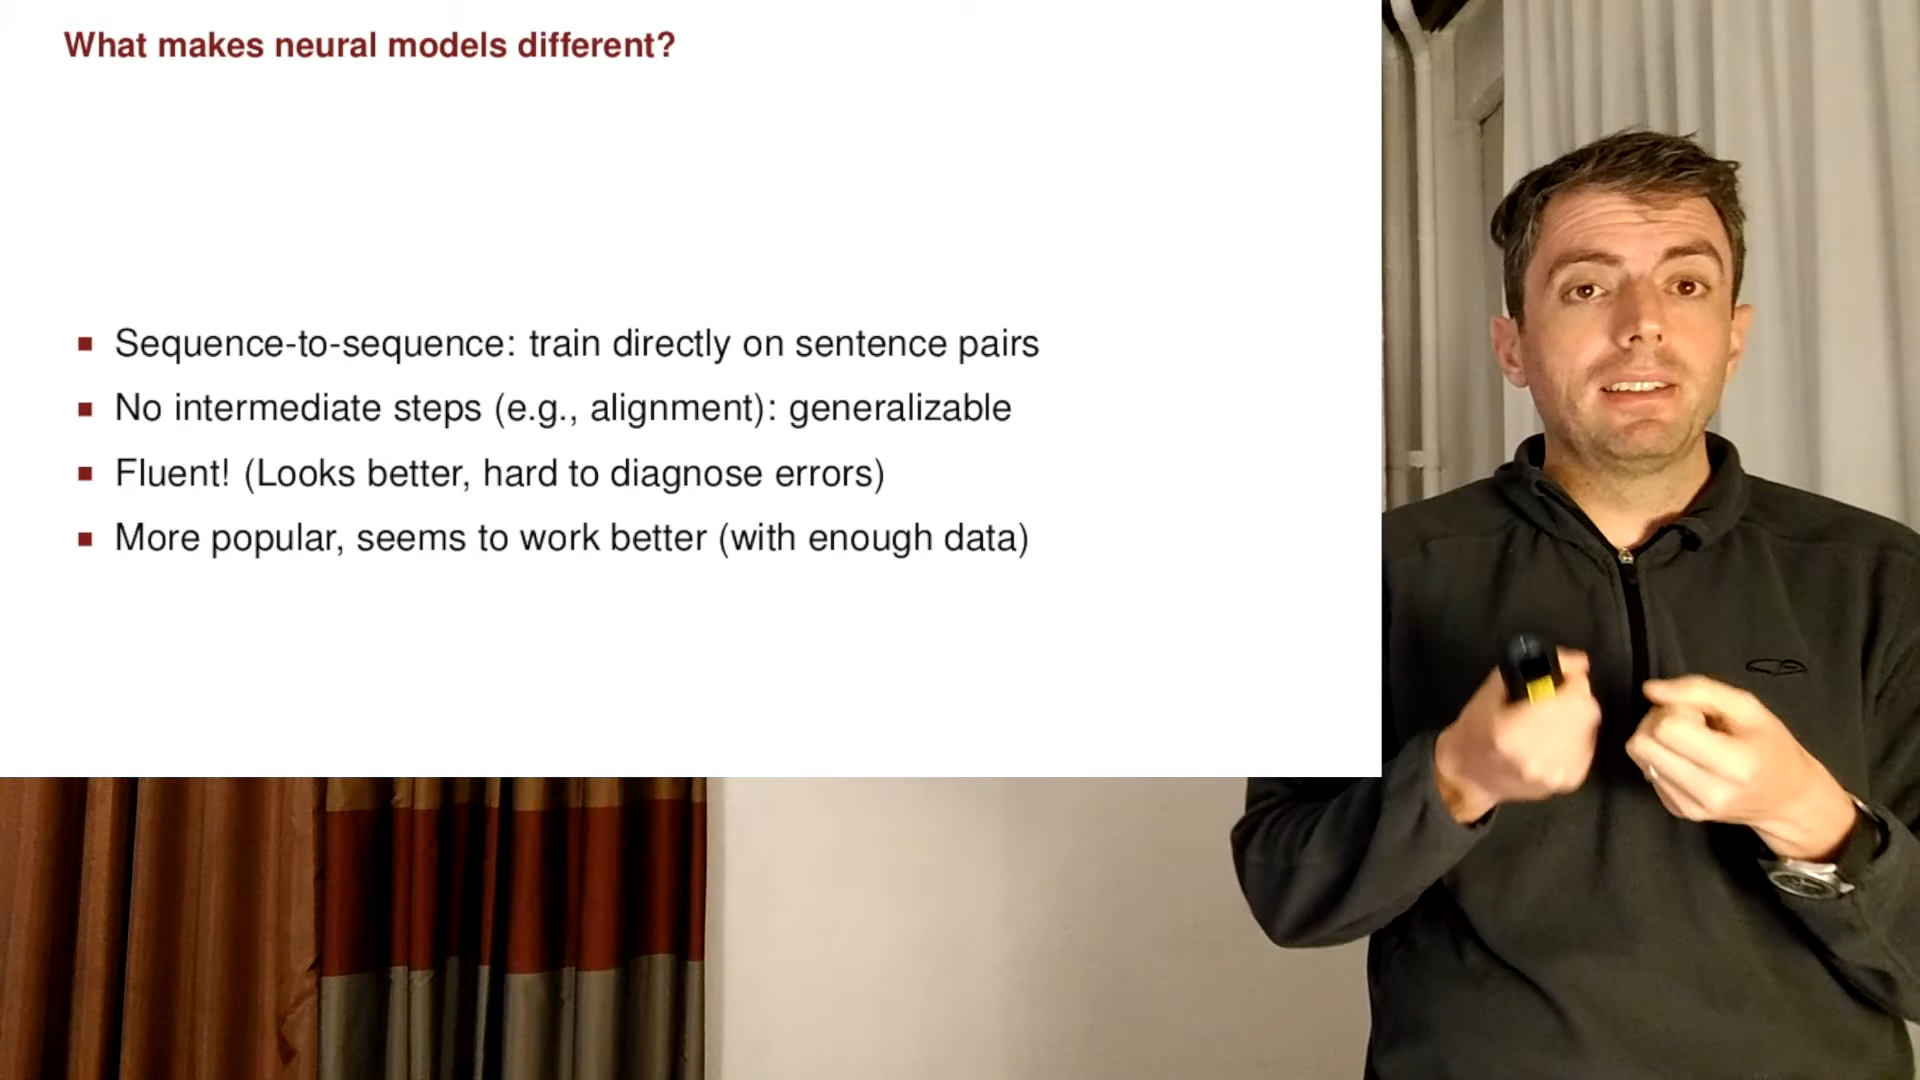 What makes neural models different?
Sequence-to-sequence: train directly on sentence pairs
No intermediate steps (e.g., alignment): generalizable
Fluent! (Looks better, hard to diagnose errors)
More popular, seems to work better (with enough data)